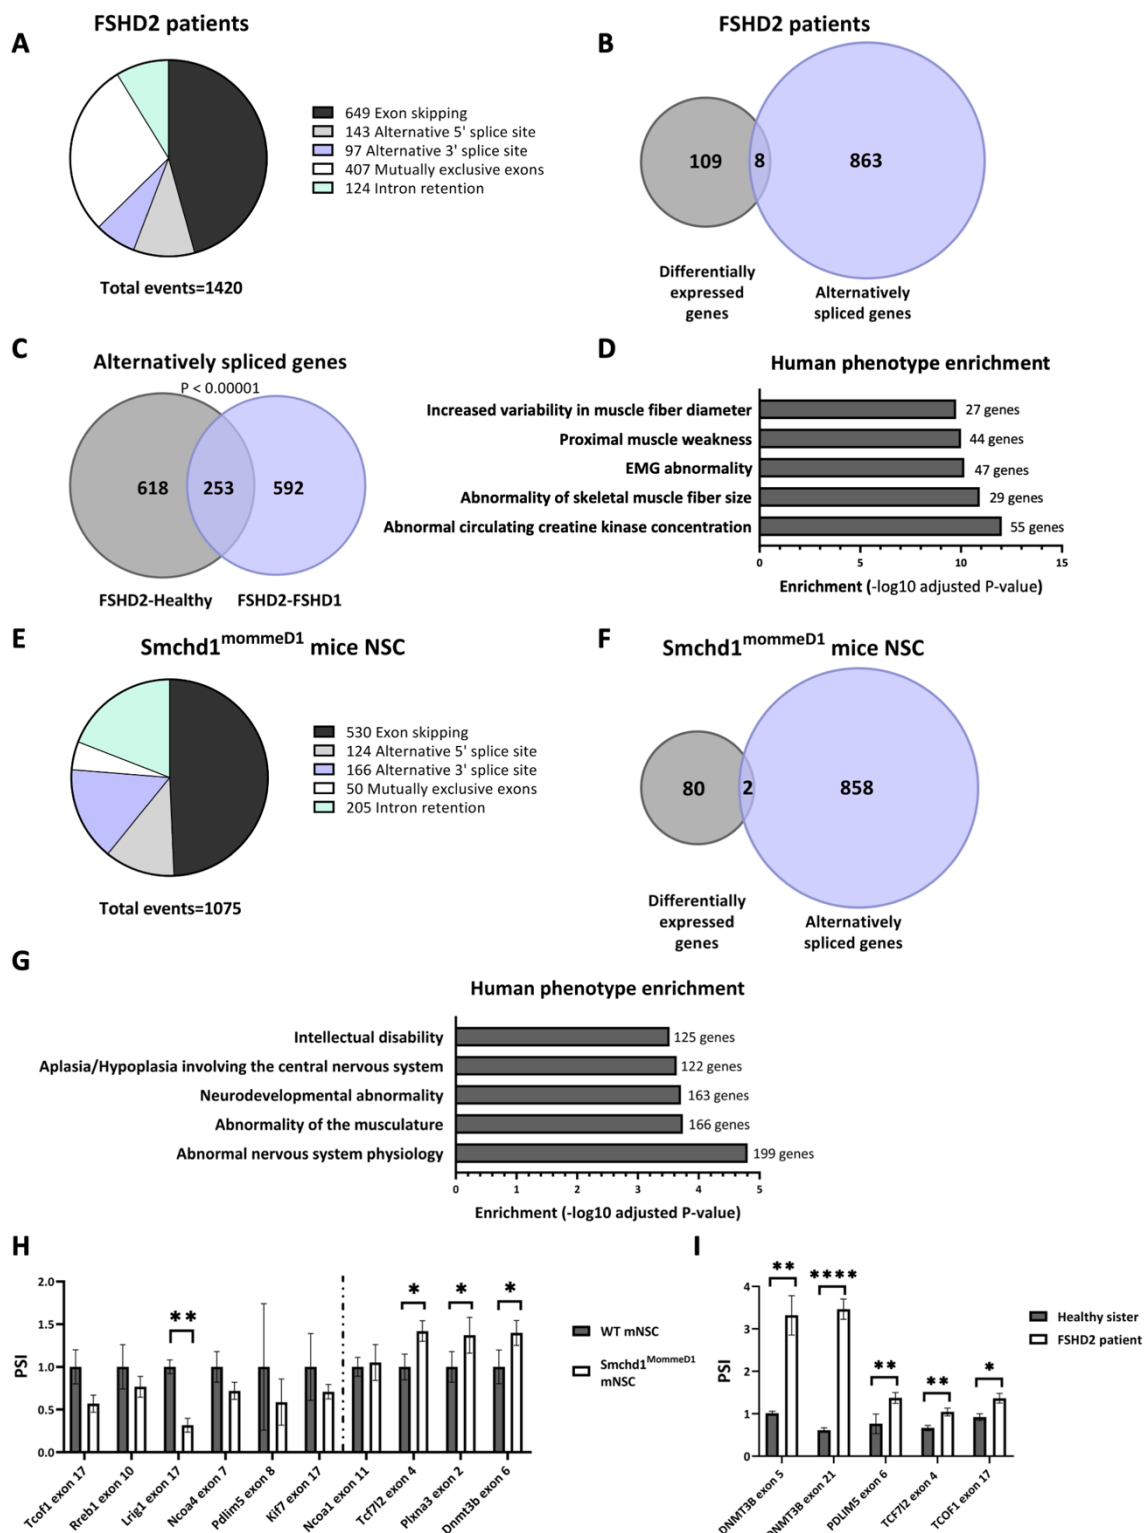 A
FSHD2 patients
649 Exon skipping
143 Alternative 5' splice site
97 Alternative 3' splice site
407 Mutually exclusive exons
124 Intron retention
Total events=1420
B
FSHD2 patients
109
8
863
Differentially
expressed
genes
Alternatively
spliced genes
C
Alternatively spliced genes
P < 0.00001
618
253
592
FSHD2-Healthy
FSHD2-FSHD1
D
Human phenotype enrichment
Increased variability in muscle fiber diameter
27 genes
Proximal muscle weakness
44 genes
EMG abnormality
47 genes
Abnormality of skeletal muscle fiber size
29 genes
Abnormal circulating creatine kinase concentration
55 genes
0 5 10 15
Enrichment (-log10 adjusted P-value)
E
Smchd1mommeD1 mice NSC
530 Exon skipping
124 Alternative 5' splice site
166 Alternative 3' splice site
50 Mutually exclusive exons
205 Intron retention
Total events=1075
F
Smchd1mommeD1 mice NSC
80
2
858
Differentially
expressed
genes
Alternatively
spliced genes
G
Human phenotype enrichment
Intellectual disability
125 genes
Aplasia/Hypoplasia involving the central nervous system
122 genes
Neurodevelopmental abnormality
163 genes
Abnormality of the musculature
166 genes
Abnormal nervous system physiology
199 genes
0 1 2 3 4 5
Enrichment (-log10 adjusted P-value)
H
PSI
2.0
1.5
1.0
0.5
0.0
**
*
*
*
Tcof1 exon 17
Rreb1 exon 10
Lrig1 exon 17
Ncoa4 exon 7
Pdlim5 exon 8
Kif7 exon 17
Ncoa1 exon 11
Tcf7l2 exon 4
Plxna3 exon 2
Dnmt3b exon 6
WT mNSC
Smchd1MommeD1
mNSC
I
PSI
4
3
2
1
0
**
****
**
**
*
DNMT3B exon 5
DNMT3B exon 21
PDLIM5 exon 6
TCF7l2 exon 4
TCOF1 exon 17
Healthy sister
FSHD2 patient